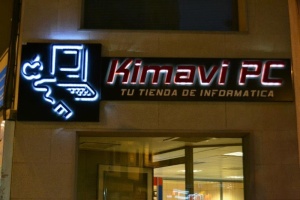 Kimavi PC
TU TIENDA DE INFORMATICA